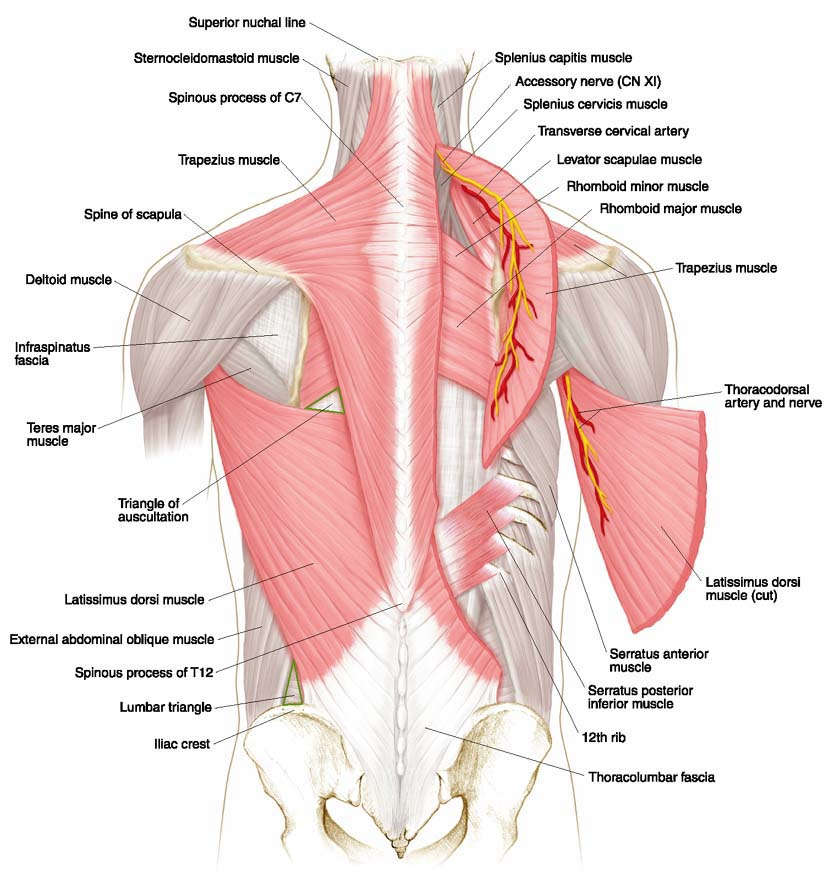 Superior nuchal line
Sternocleidomastoid muscle
Spinous process of C7
Trapezius muscle
Spine of scapula
Deltoid muscle
Infraspinatus
fascia
Teres major
muscle
Triangle of
auscultation
Latissimus dorsi muscle
External abdominal oblique muscle
Spinous process of T12
Lumbar triangle
Iliac crest
Splenius capitis muscle
Accessory nerve (CN XI)
Splenius cervicis muscle
Transverse cervical artery
Levator scapulae muscle
Rhomboid minor muscle
Rhomboid major muscle
Trapezius muscle
Thoracodorsal
artery and nerve
Latissimus dorsi
muscle (cut)
Serratus anterior
muscle
Serratus posterior
inferior muscle
12th rib
Thoracolumbar fascia